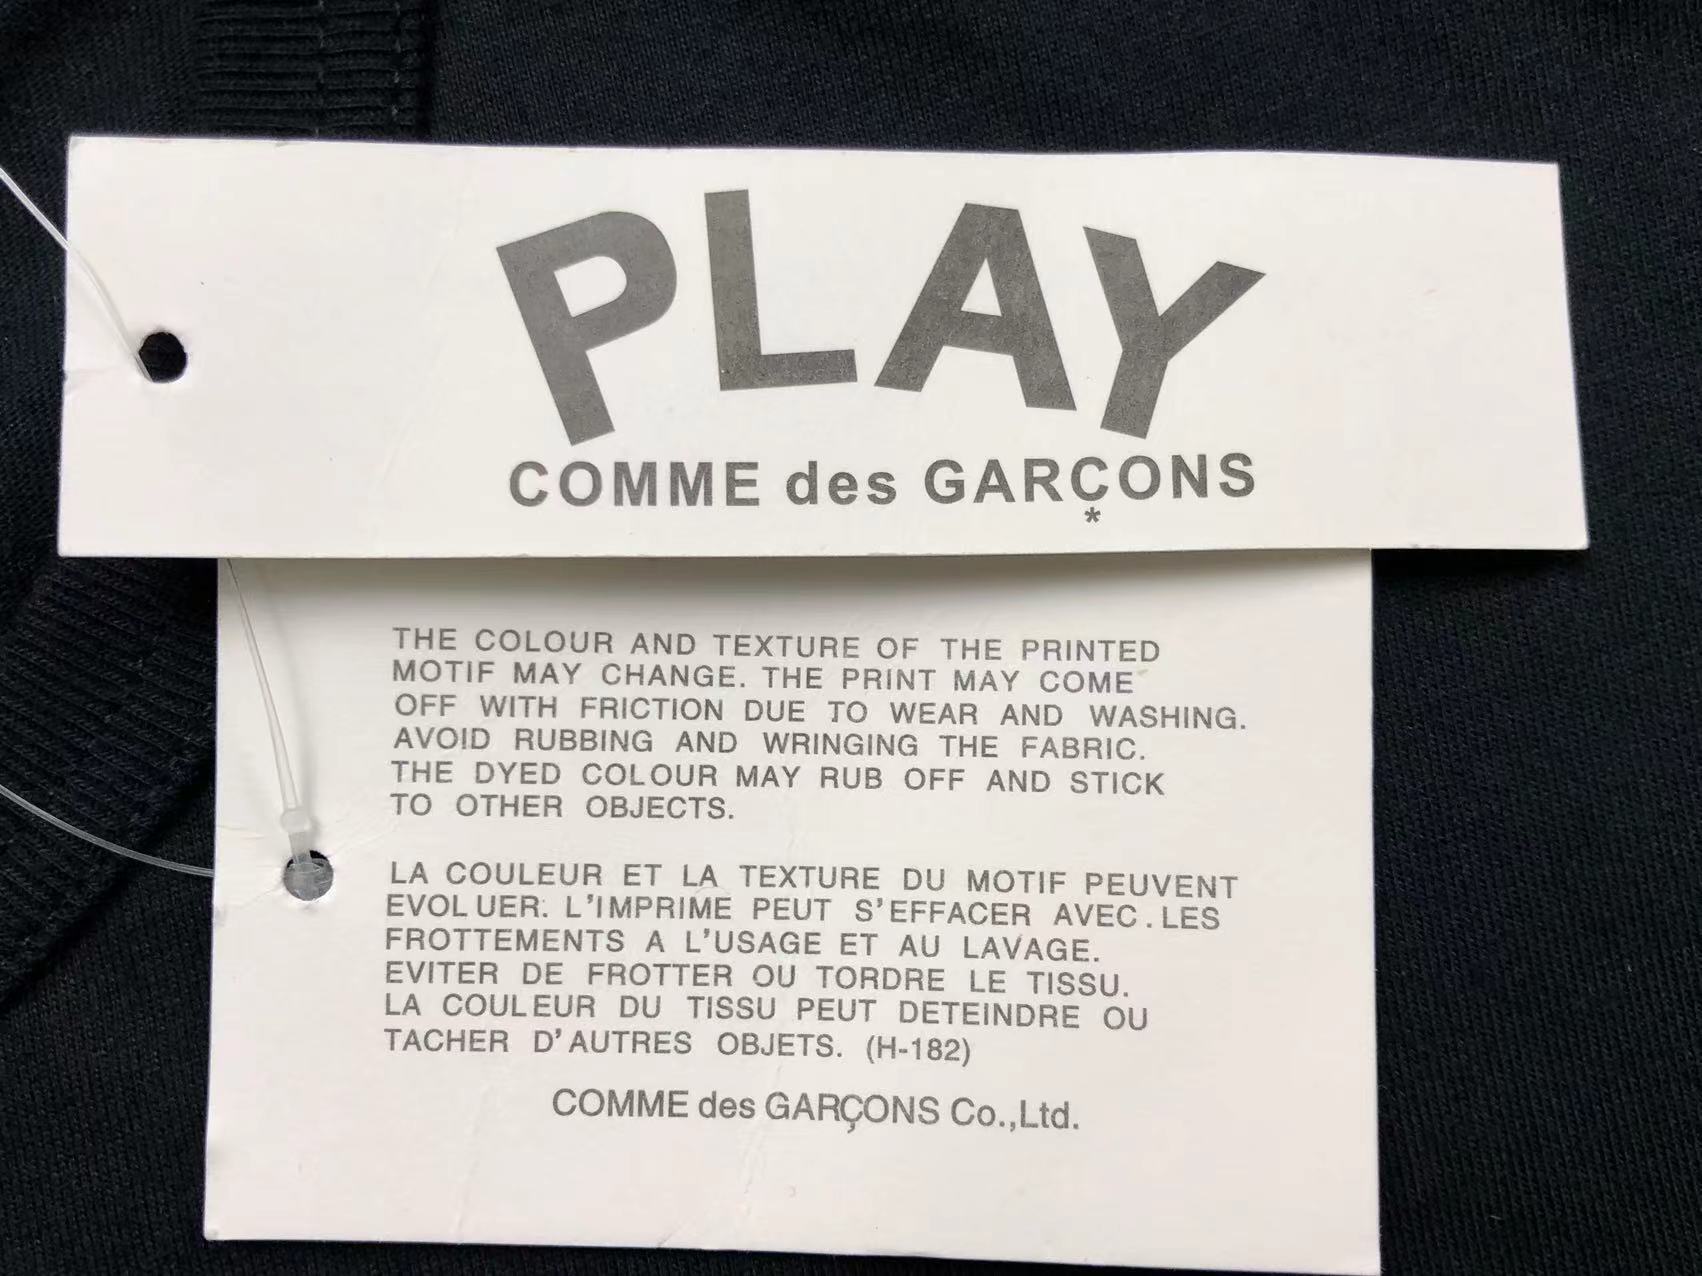 PLAY
COMME des GARÇONS
*
THE COLOUR AND TEXTURE OF THE PRINTED
MOTIF MAY CHANGE. THE PRINT MAY COME
OFF WITH FRICTION DUE TO WEAR AND WASHING.
AVOID RUBBING AND WRINGING THE FABRIC.
THE DYED COLOUR MAY RUB OFF AND STICK
TO OTHER OBJECTS.
LA COULEUR ET LA TEXTURE DU MOTIF PEUVENT
EVOLUER. L'IMPRIME PEUT S'EFFACER AVEC.LES
FROTTEMENTS A L'USAGE ET AU LAVAGE.
EVITER DE FROTTER OU TORDRE LE TISSU.
LA COULEUR DU TISSU PEUT DETEINDRE OU
TACHER D'AUTRES OBJETS. (H-182)
COMME des GARÇONS Co.,Ltd.